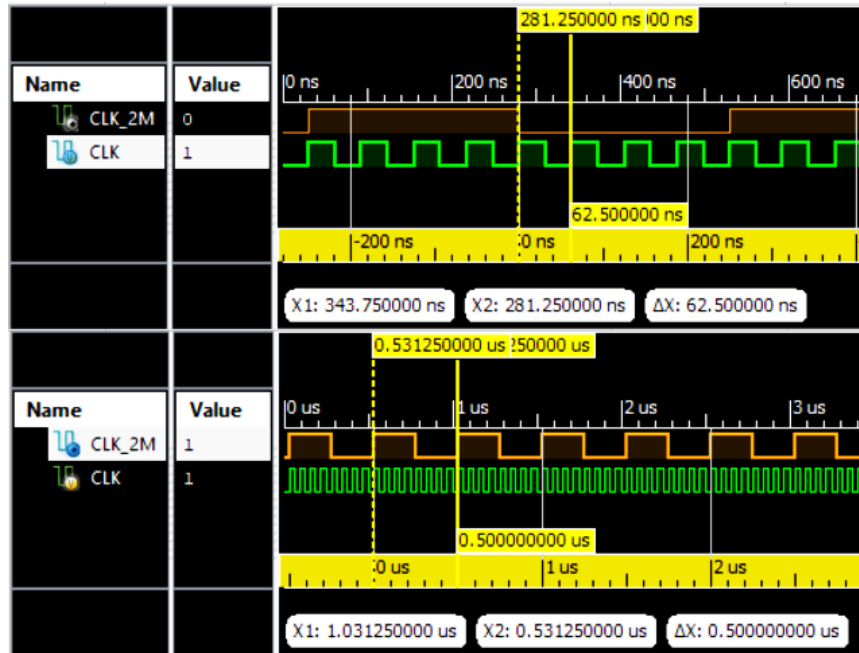 281.250000 ns 00 ns
Name Value 0 ns 200 ns 400 ns 600 ns
CLK_2M 0
CLK 1
62.500000 ns
-200 ns 0 ns 200 ns
X1: 343.750000 ns X2: 281.250000 ns ΔX: 62.500000 ns
0.531250000 us 250000 us
Name Value 0 us 1 us 2 us 3 us
CLK_2M 1
CLK 1
0.500000000 us
0 us 1 us 2 us
X1: 1.031250000 us X2: 0.531250000 us ΔX: 0.500000000 us